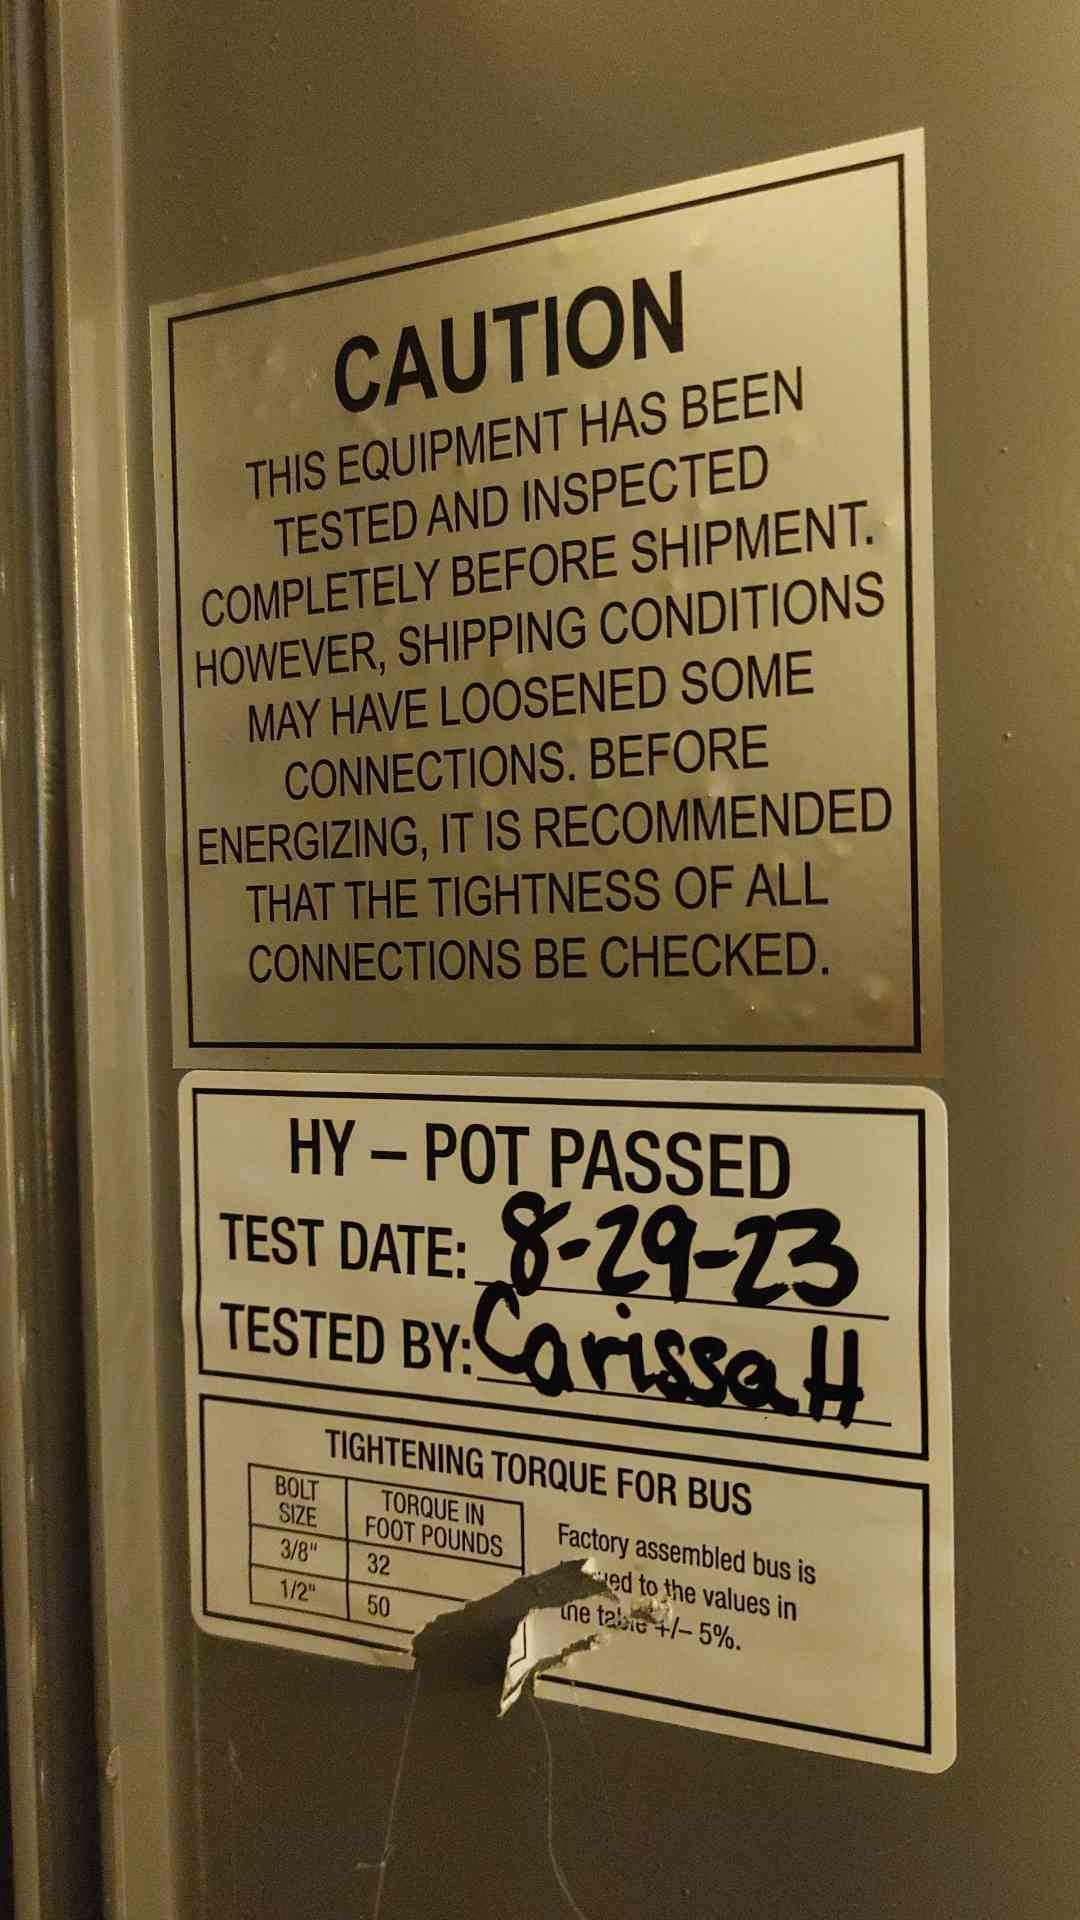 CAUTION
THIS EQUIPMENT HAS BEEN
TESTED AND INSPECTED
COMPLETELY BEFORE SHIPMENT.
HOWEVER, SHIPPING CONDITIONS
MAY HAVE LOOSENED SOME
CONNECTIONS. BEFORE
ENERGIZING, IT IS RECOMMENDED
THAT THE TIGHTNESS OF ALL
CONNECTIONS BE CHECKED.
HY – POT PASSED
TEST DATE: 8-29-23
TESTED BY: Carissa H
TIGHTENING TORQUE FOR BUS
BOLT SIZE
TORQUE IN FOOT POUNDS
3/8" 32
1/2" 50
Factory assembled bus is
to the values in
the table +/– 5%.